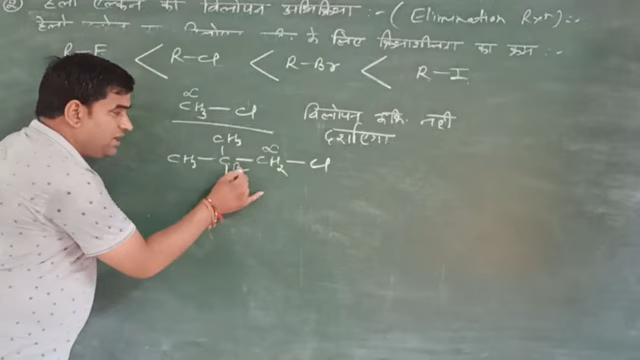 ② हैलो एल्केन की विलोपन अभिक्रिया :- (Elimination Rxn):-
हैलो के लिए क्रियाशीलता का क्रम :-
R-F < R-Cl < R-Br < R-I
∝
CH3-Cl विलोपन नहीं
दर्शाएगा
CH3 ∝
CH3-C-CH2-Cl
β